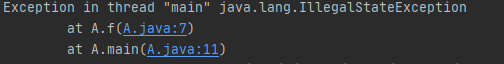 Exception in thread "main" java.lang.IllegalStateException
at A.f(A.java:7)
at A.main(A.java:11)